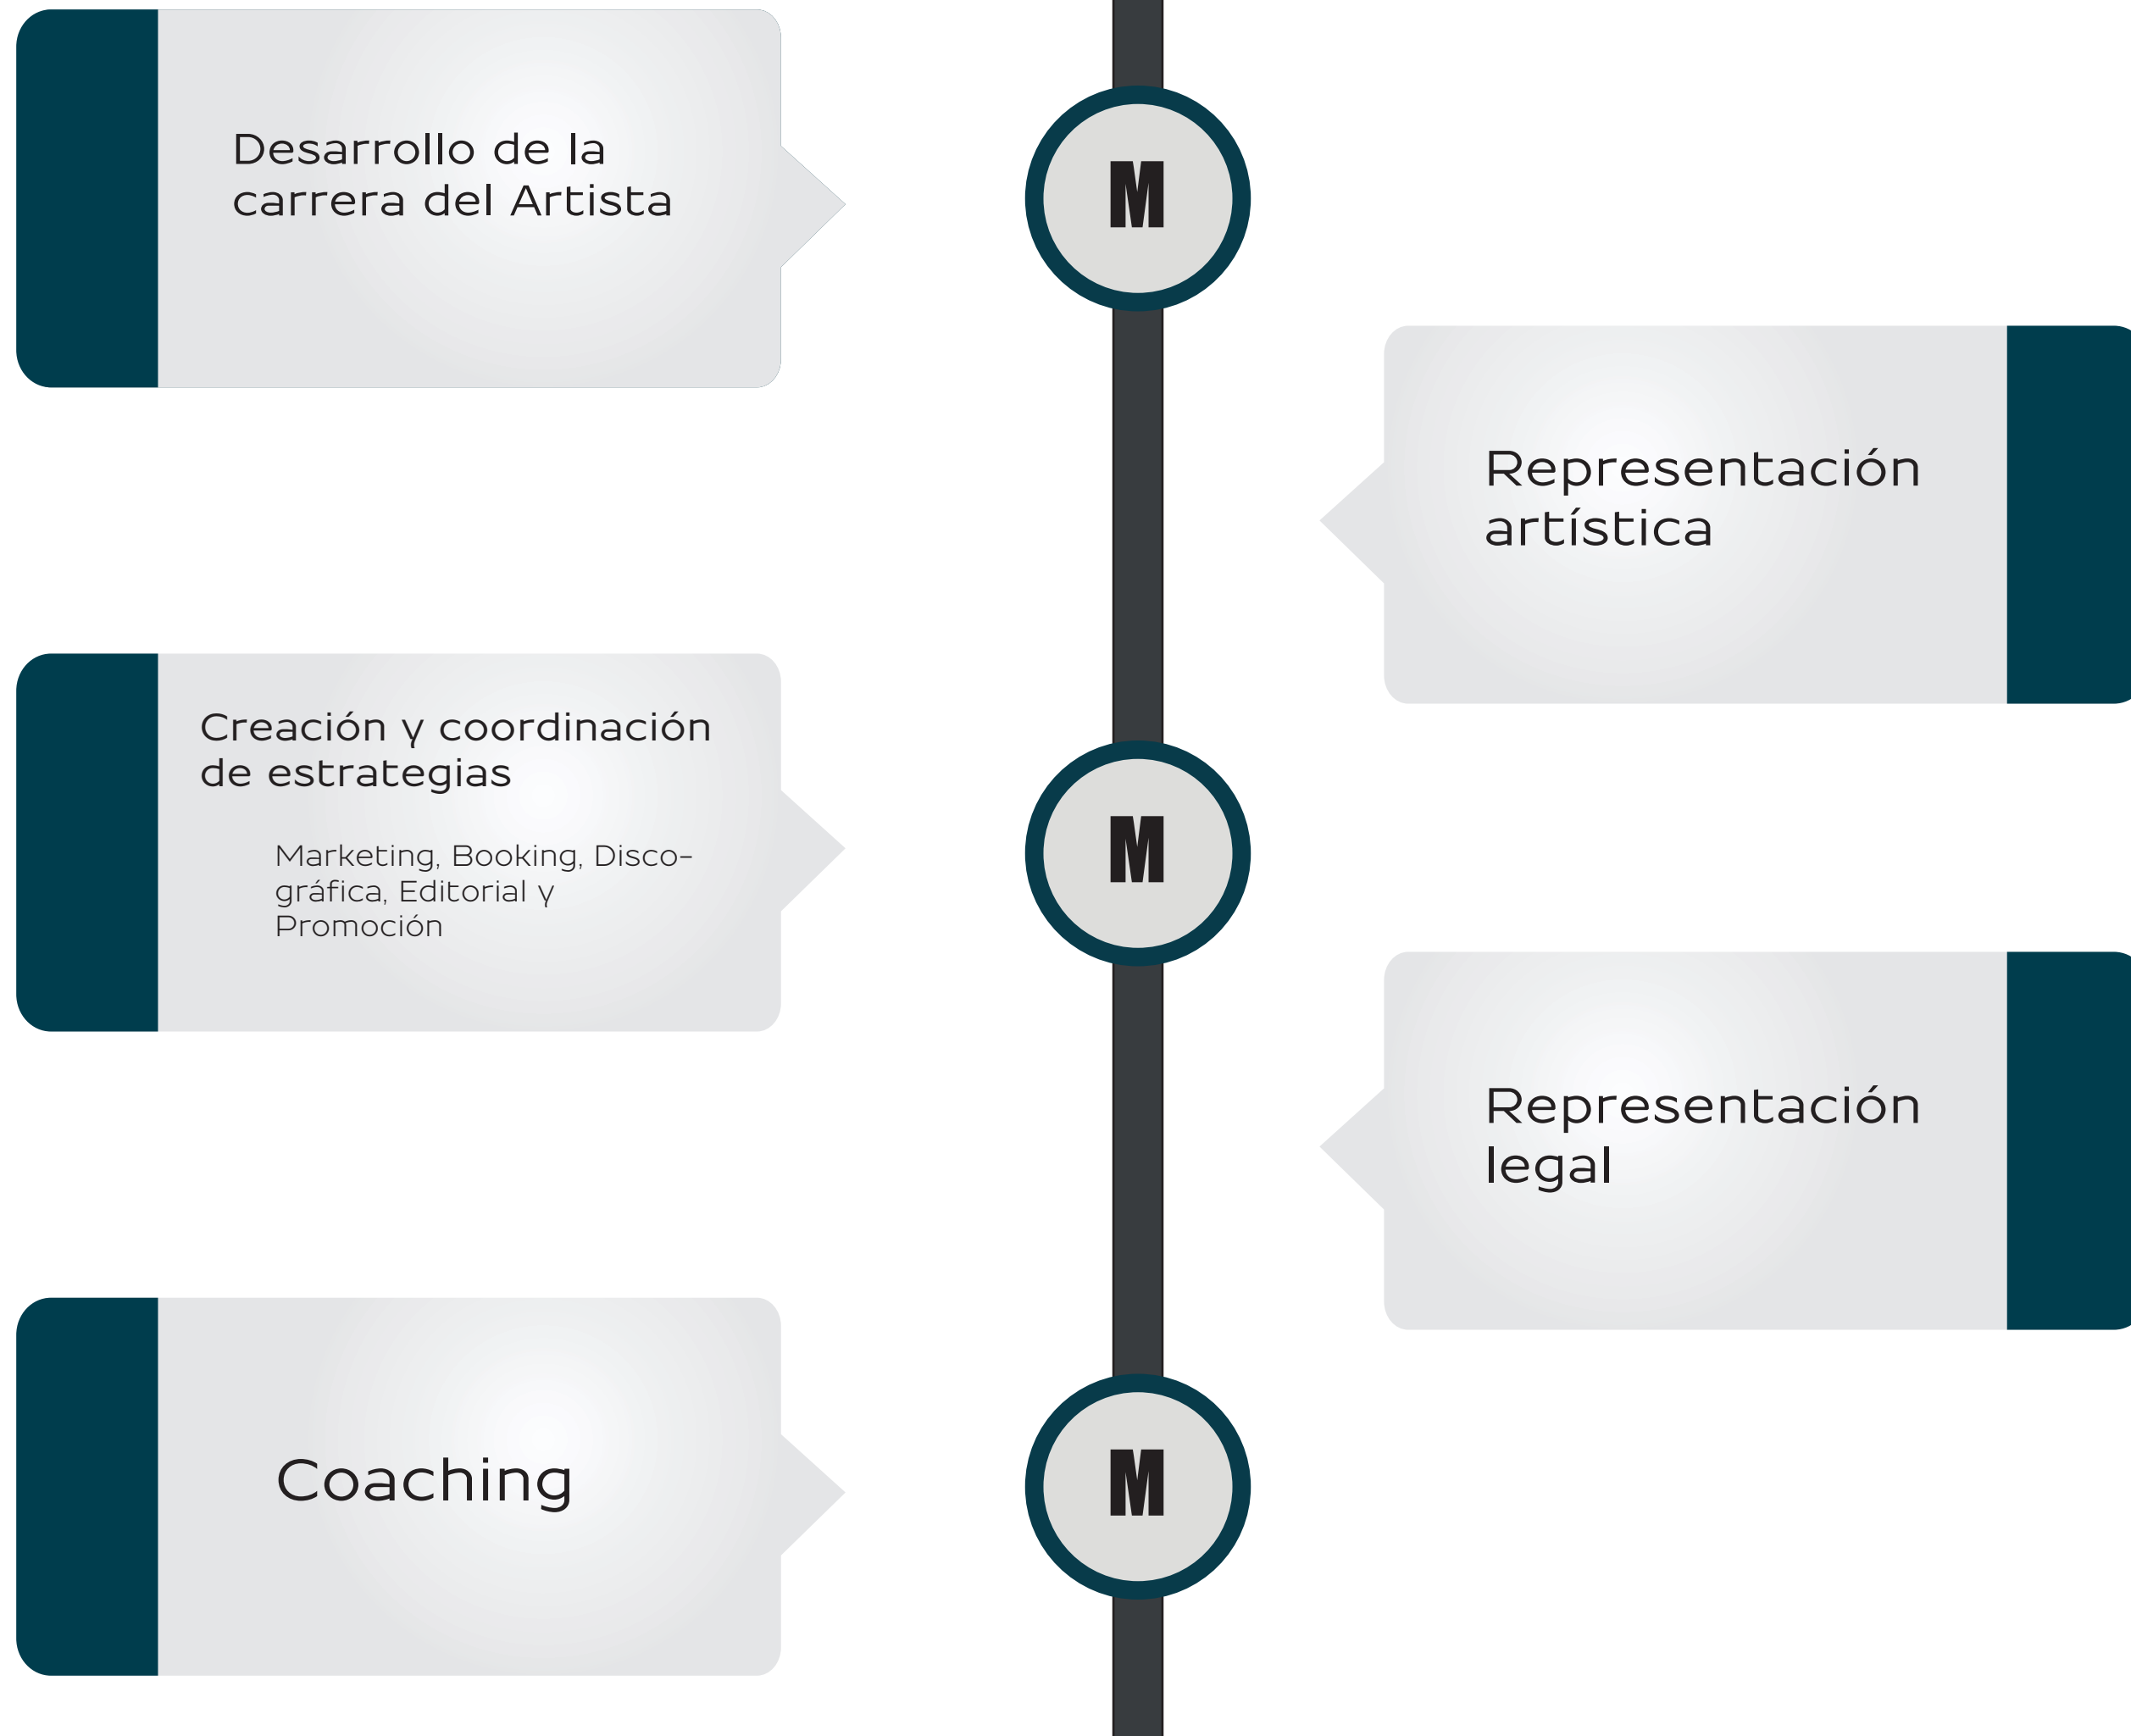 Desarrollo de la
carrera del Artista
M
Representación
artística
Creación y coordinación
de estrategias
Marketing, Booking, Disco-
gráfica, Editorial y
Promoción
M
Representación
legal
Coaching
M